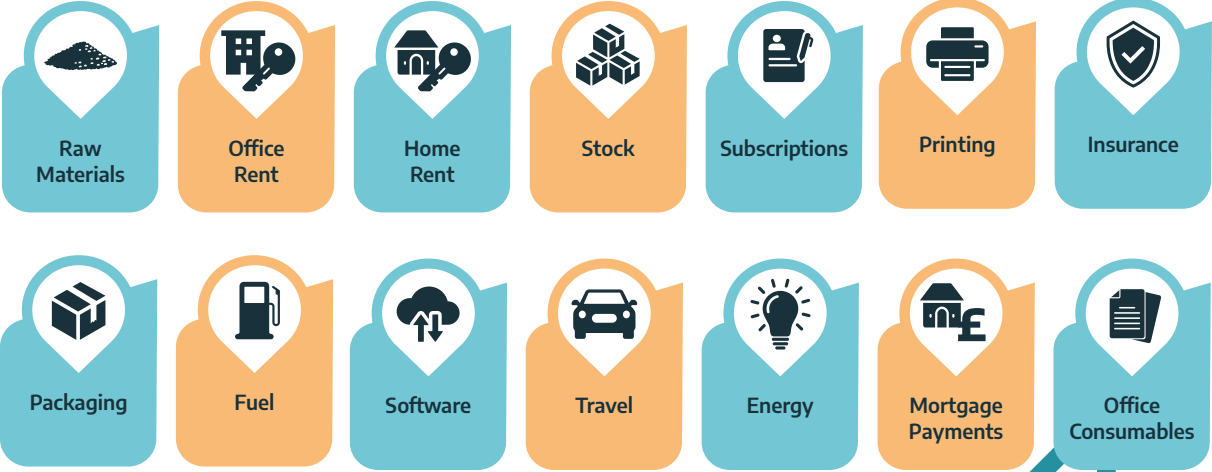 Raw
Materials
Office
Rent
Home
Rent
Stock
Subscriptions
Printing
Insurance
Packaging
Fuel
Software
Travel
Energy
£
Mortgage
Payments
Office
Consumables